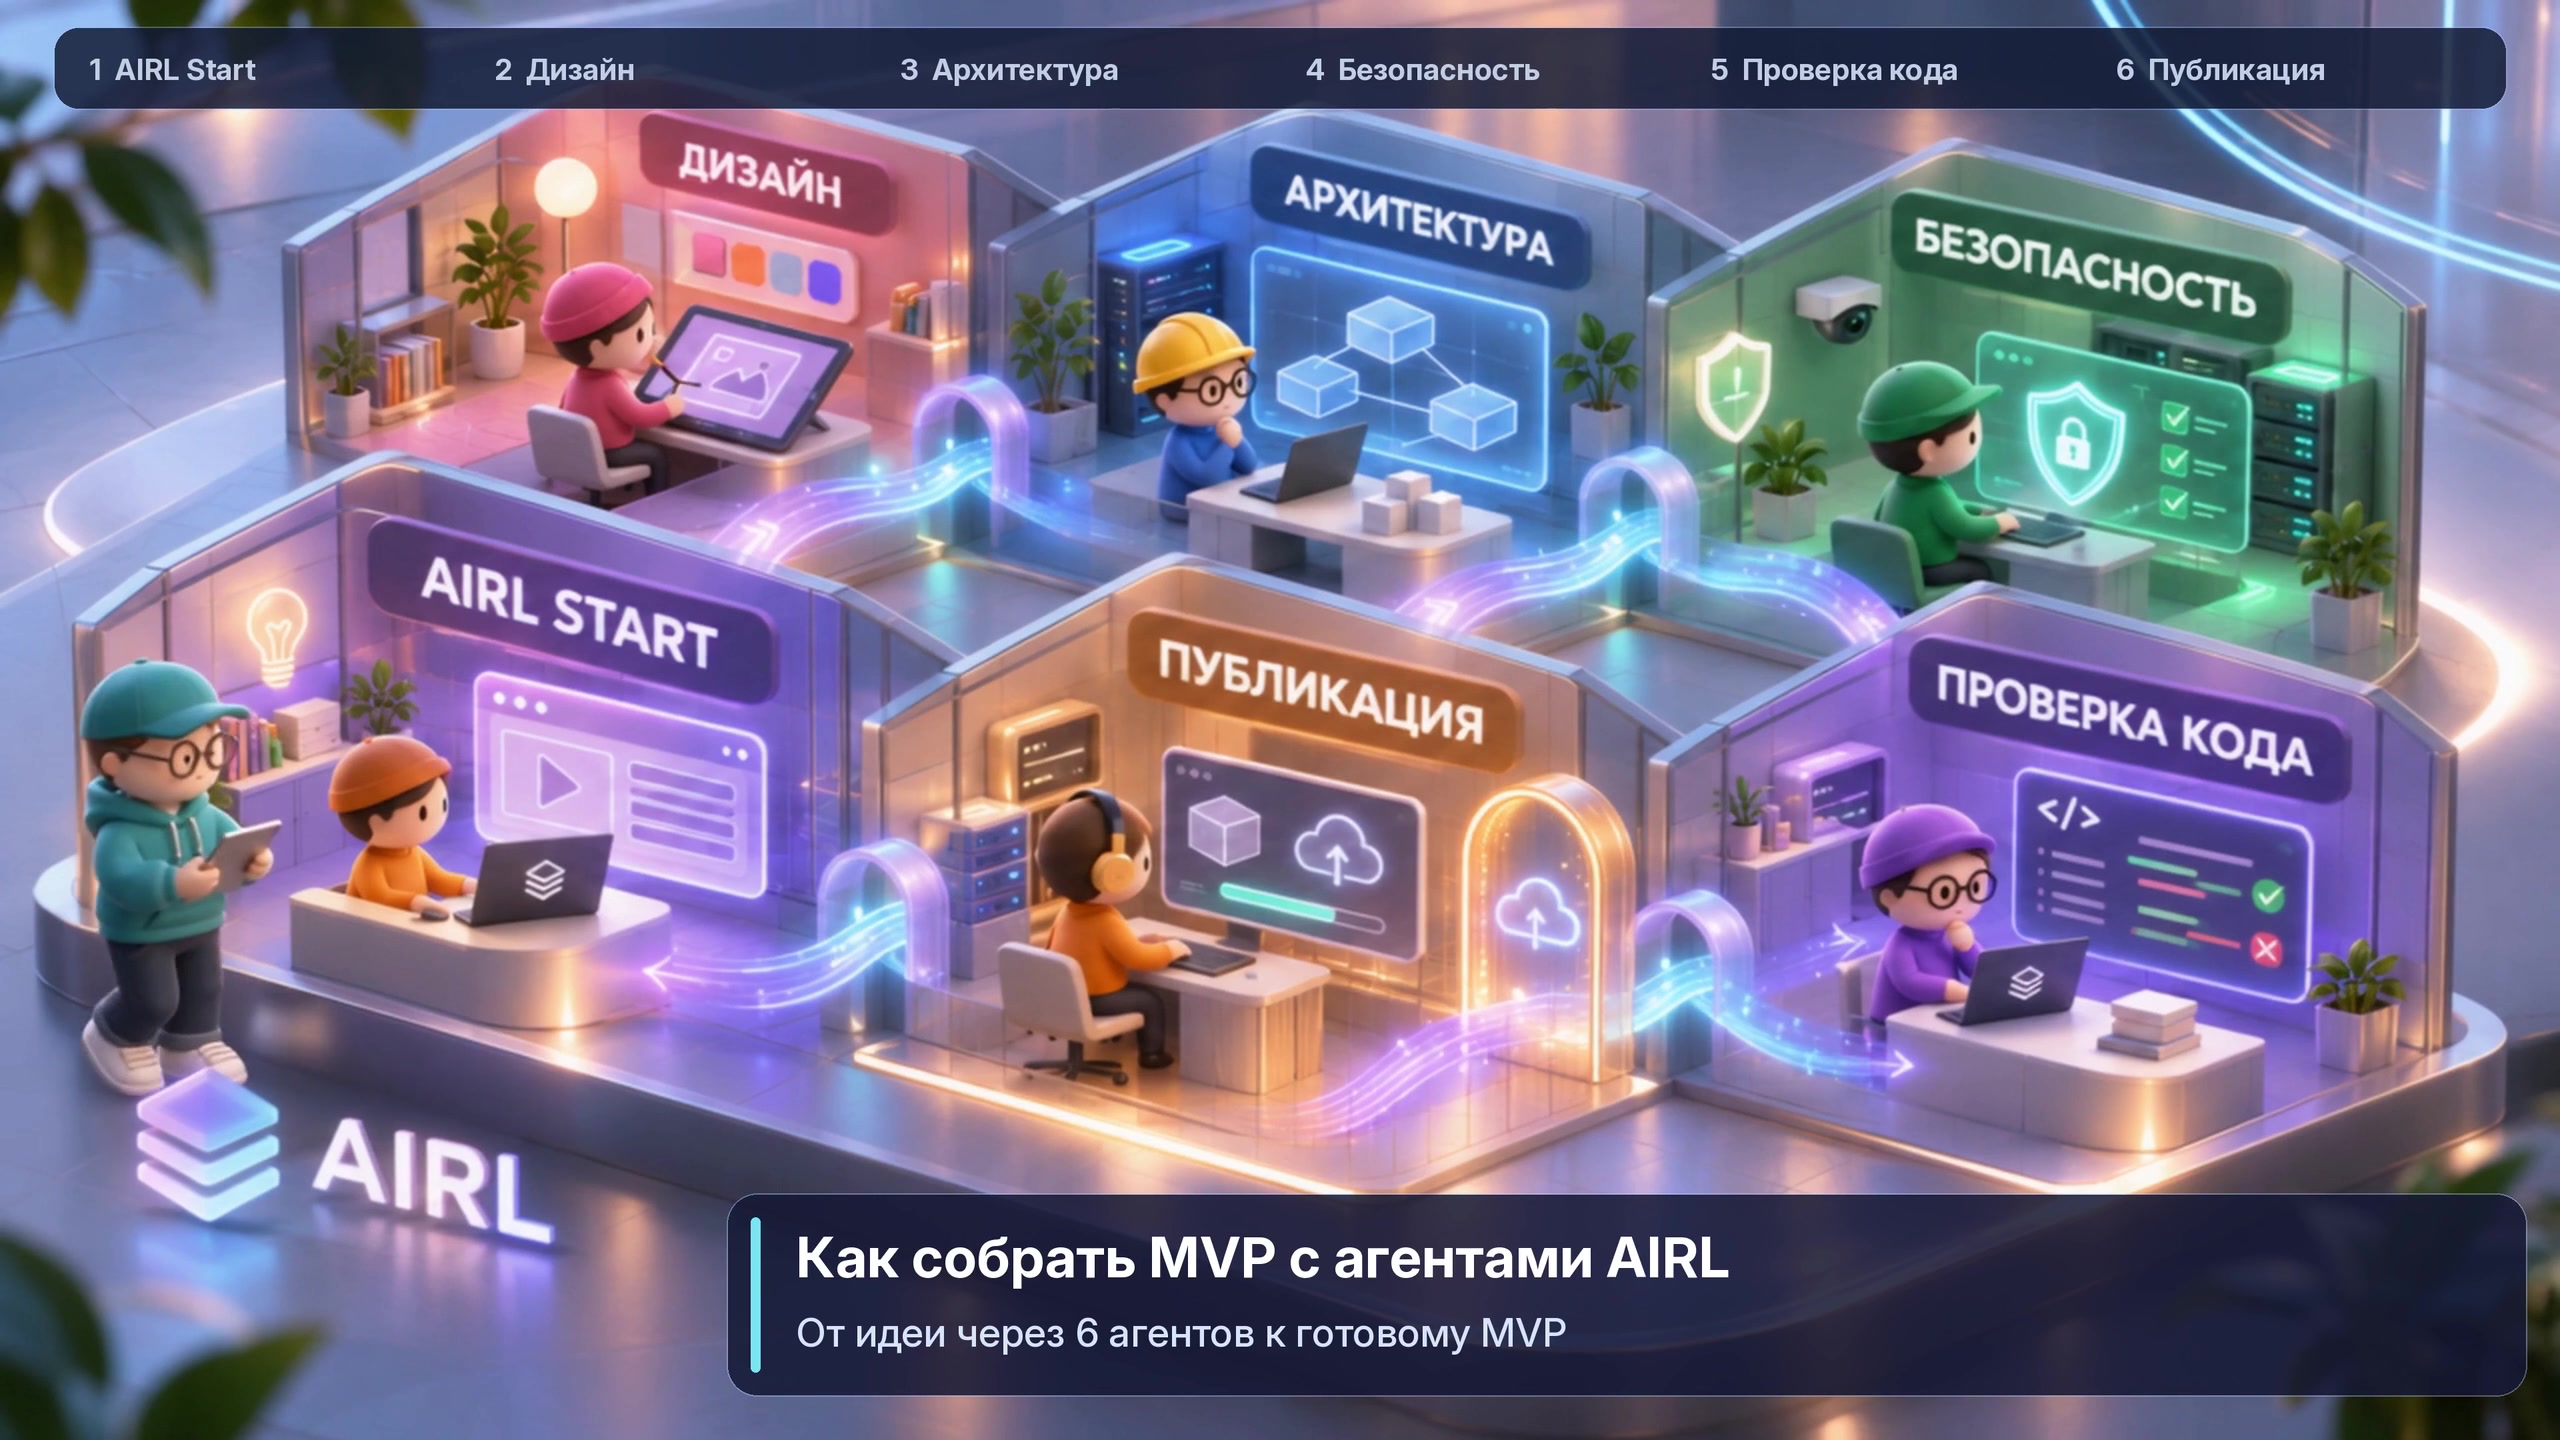 1 AIRL Start
2 Дизайн
3 Архитектура
4 Безопасность
5 Проверка кода
6 Публикация
ДИЗАЙН
АРХИТЕКТУРА
БЕЗОПАСНОСТЬ
AIRL START
ПУБЛИКАЦИЯ
ПРОВЕРКА КОДА
</>
AIRL
Как собрать MVP с агентами AIRL
От идеи через 6 агентов к готовому MVP